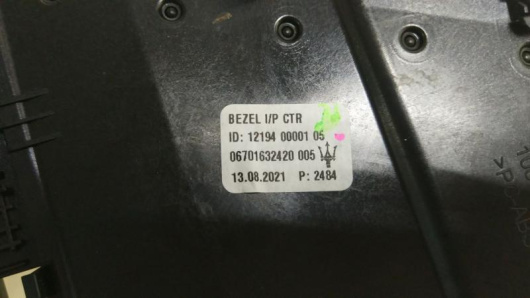 BEZEL I/P CTR
ID: 12194 00001 05
06701632420 005
13.08.2021 P: 2484